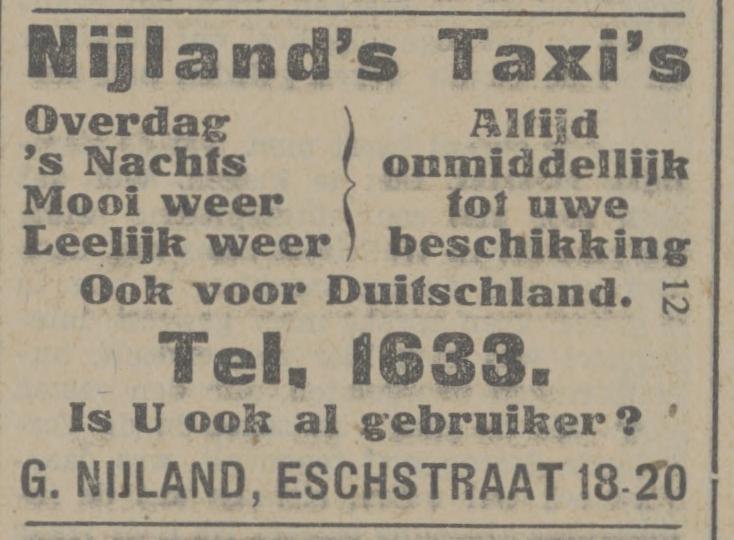 Nijland's Taxi's
Overdag
's Nachts
Mooi weer
Leelijk weer
Altijd
onmiddellijk
tot uwe
beschikking
Ook voor Duitschland.
12
Tel. 1633.
Is U ook al gebruiker?
G. NIJLAND, ESCHSTRAAT 18-20